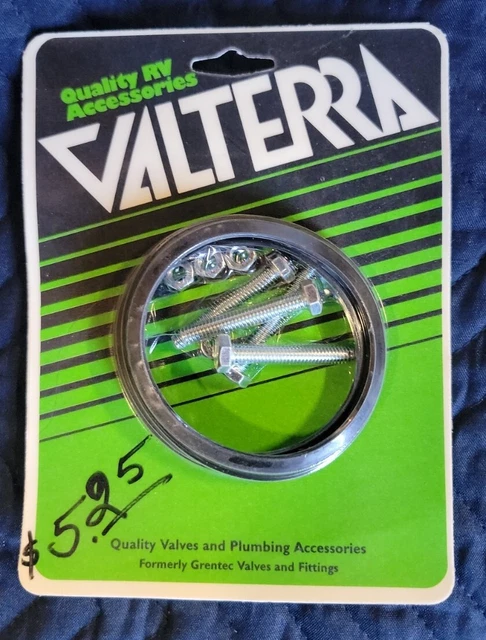 Quality RV
Accessories
VALTERRA
$5.25
Quality Valves and Plumbing Accessories
Formerly Grentec Valves and Fittings